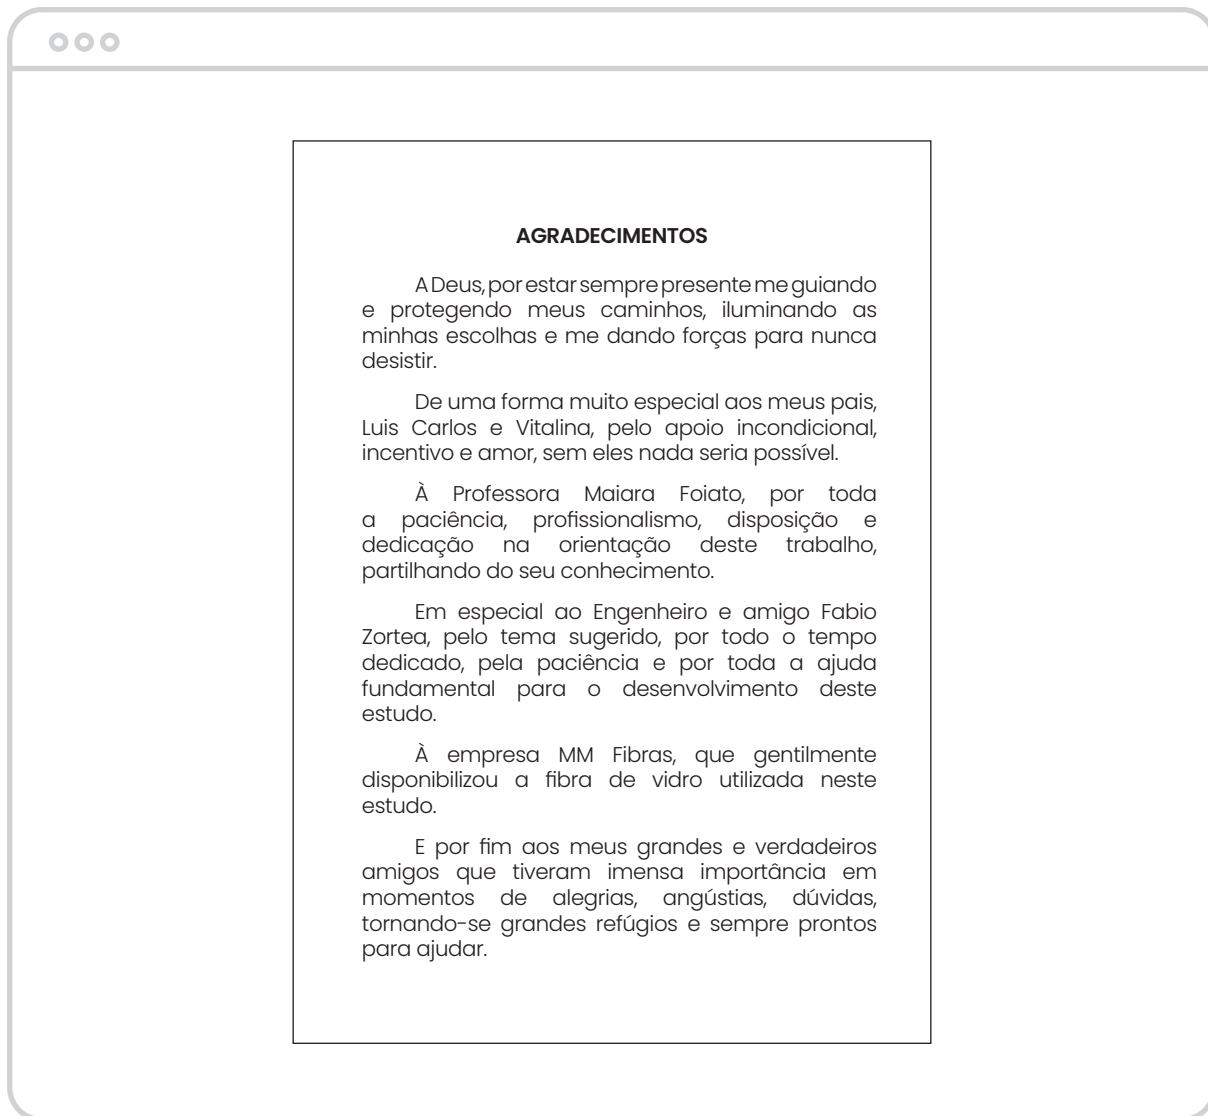 AGRADECIMENTOS
A Deus, por estar sempre presente me guiando
e protegendo meus caminhos, iluminando as
minhas escolhas e me dando forças para nunca
desistir.
De uma forma muito especial aos meus pais,
Luis Carlos e Vitalina, pelo apoio incondicional,
incentivo e amor, sem eles nada seria possível.
À Professora Maiara Foiato, por toda
a paciência, profissionalismo, disposição e
dedicação na orientação deste trabalho,
partilhando do seu conhecimento.
Em especial ao Engenheiro e amigo Fabio
Zortea, pelo tema sugerido, por todo o tempo
dedicado, pela paciência e por toda a ajuda
fundamental para o desenvolvimento deste
estudo.
À empresa MM Fibras, que gentilmente
disponibilizou a fibra de vidro utilizada neste
estudo.
E por fim aos meus grandes e verdadeiros
amigos que tiveram imensa importância em
momentos de alegrias, angústias, dúvidas,
tornando-se grandes refúgios e sempre prontos
para ajudar.